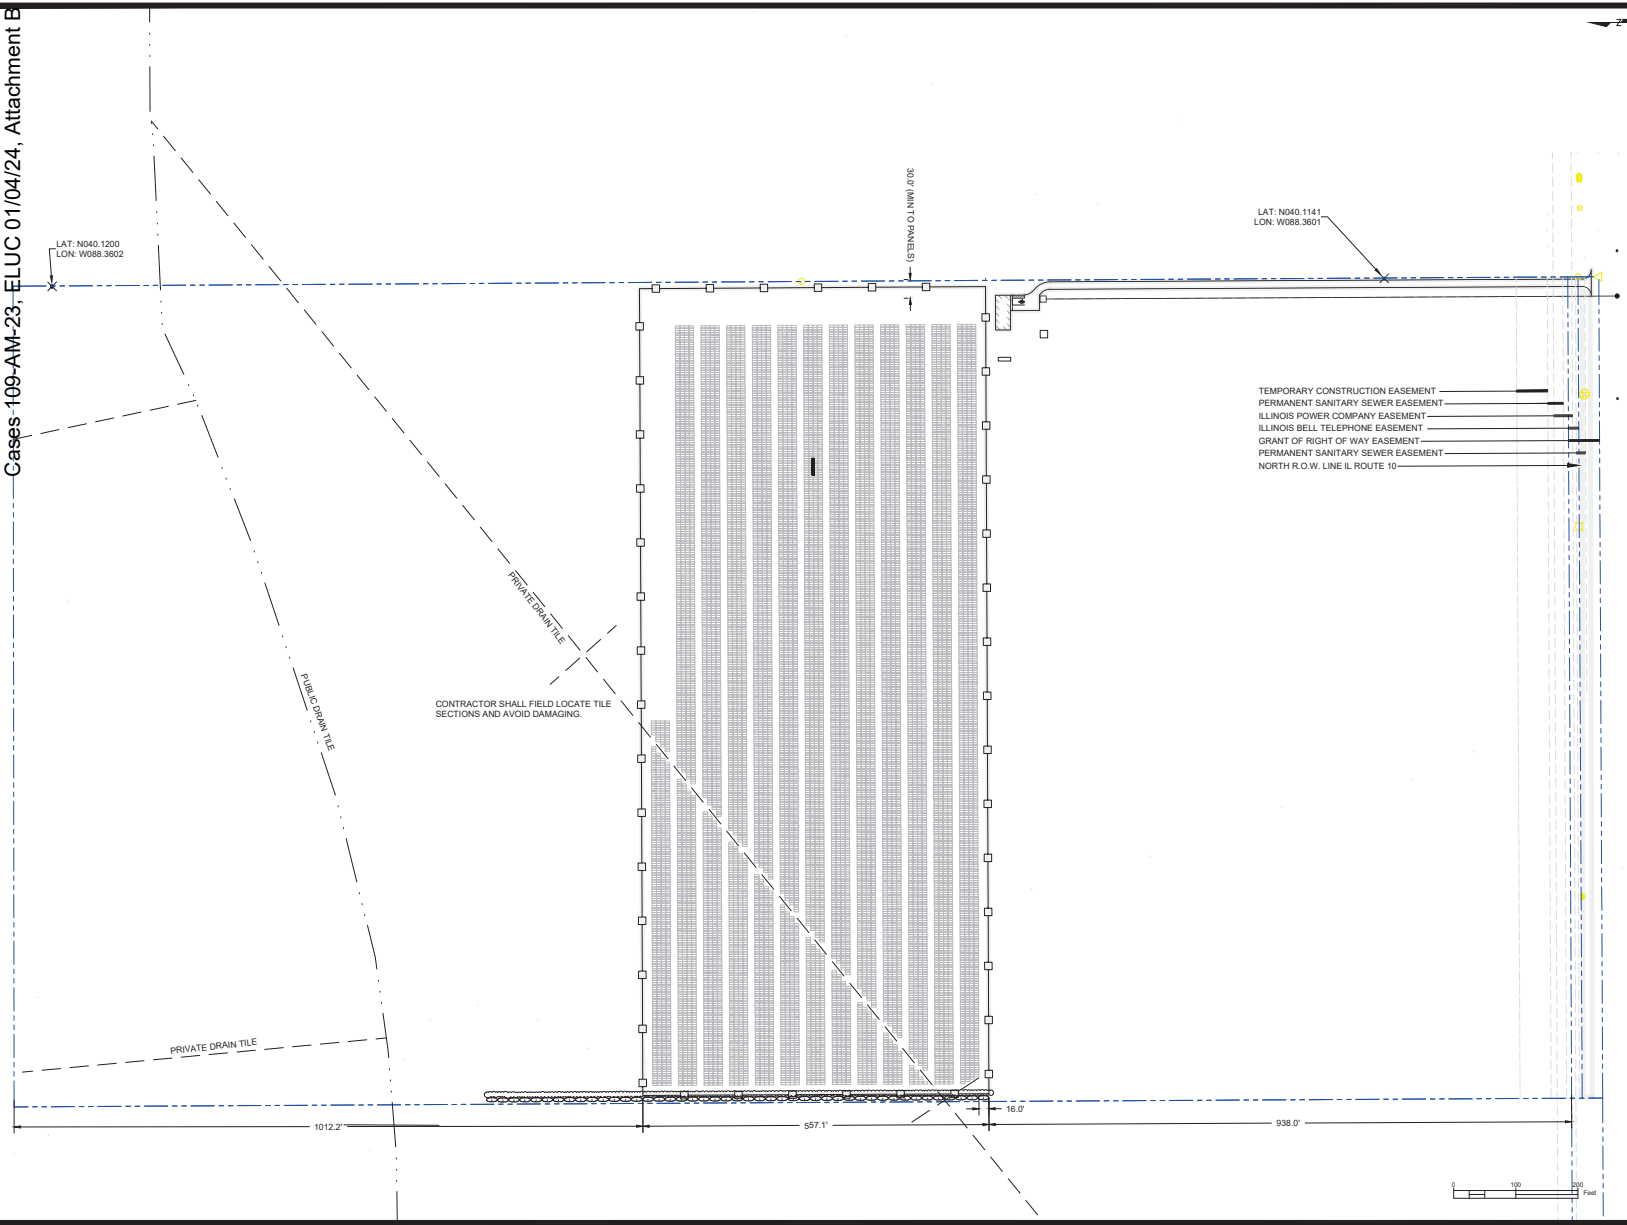 Cases 109-AM-23, ELUC 01/04/24, Attachment B
Z
LAT: N040.1200
LON: W088.3602
30.0' (MIN TO PANELS)
LAT: N040.1141
LON: W088.3601
TEMPORARY CONSTRUCTION EASEMENT
PERMANENT SANITARY SEWER EASEMENT
ILLINOIS POWER COMPANY EASEMENT
ILLINOIS BELL TELEPHONE EASEMENT
GRANT OF RIGHT OF WAY EASEMENT
PERMANENT SANITARY SEWER EASEMENT
NORTH R.O.W. LINE IL ROUTE 10
PRIVATE DRAIN TILE
CONTRACTOR SHALL FIELD LOCATE TILE
SECTIONS AND AVOID DAMAGING.
PUBLIC DRAIN TILE
PRIVATE DRAIN TILE
16.0'
1012.2'
557.1'
938.0'
0 100 200
Feet